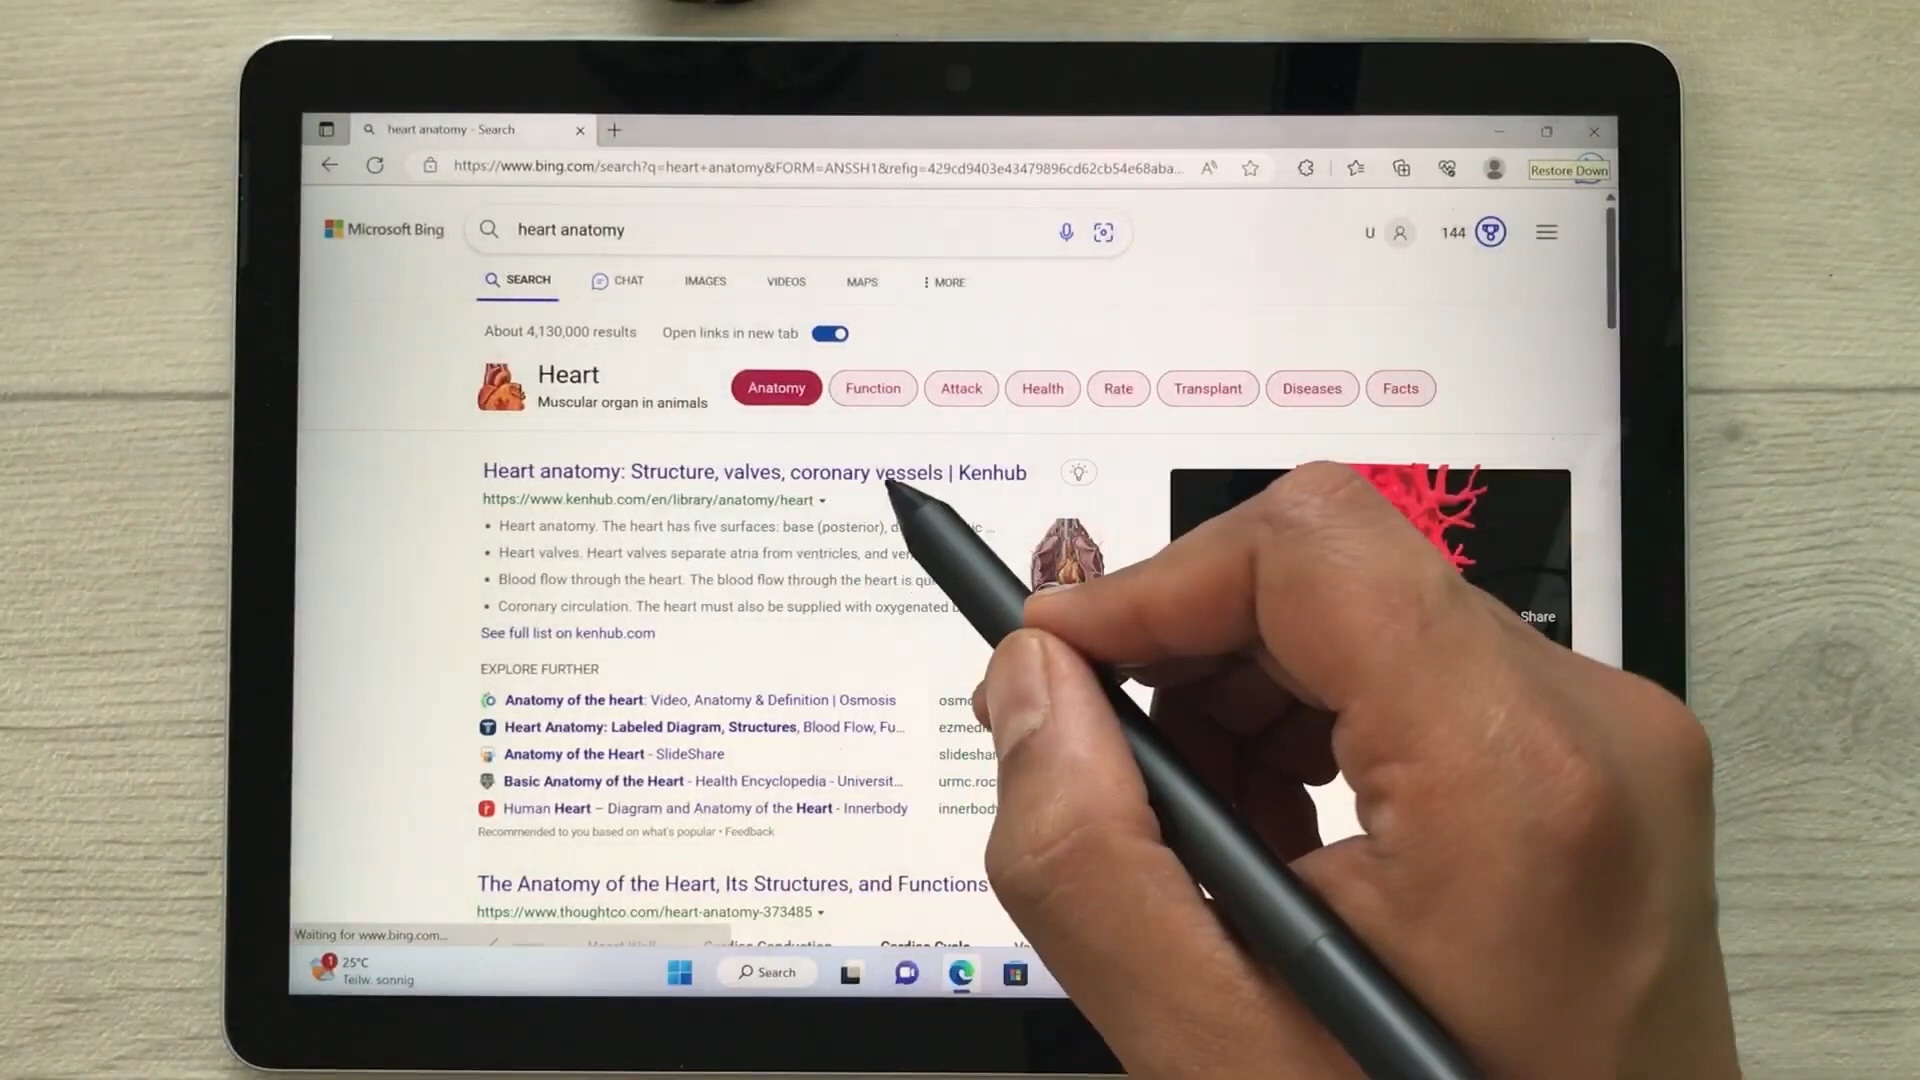 heart anatomy - Search
https://www.bing.com/search?q=heart+anatomy&FORM=ANSSH1&refig=429cd9403e43479896cd62cb54e68aba...
Restore Down
Microsoft Bing
heart anatomy
U
144
SEARCH
CHAT
IMAGES
VIDEOS
MAPS
MORE
About 4,130,000 results
Open links in new tab
Heart
Muscular organ in animals
Anatomy
Function
Attack
Health
Rate
Transplant
Diseases
Facts
Heart anatomy: Structure, valves, coronary vessels | Kenhub
https://www.kenhub.com/en/library/anatomy/heart
• Heart anatomy. The heart has five surfaces: base (posterior),
• Heart valves. Heart valves separate atria from ventricles, and
• Blood flow through the heart. The blood flow through the heart is
• Coronary circulation. The heart must also be supplied with oxygenated
Share
See full list on kenhub.com
EXPLORE FURTHER
Anatomy of the heart: Video, Anatomy & Definition | Osmosis
Heart Anatomy: Labeled Diagram, Structures, Blood Flow, Fu...
Anatomy of the Heart - SlideShare
Basic Anatomy of the Heart - Health Encyclopedia - Universit...
Human Heart – Diagram and Anatomy of the Heart - Innerbody
Recommended to you based on what's popular • Feedback
The Anatomy of the Heart, Its Structures, and Functions
https://www.thoughtco.com/heart-anatomy-373485
Waiting for www.bing.com...
1
25°C
Teilw. sonnig
Search